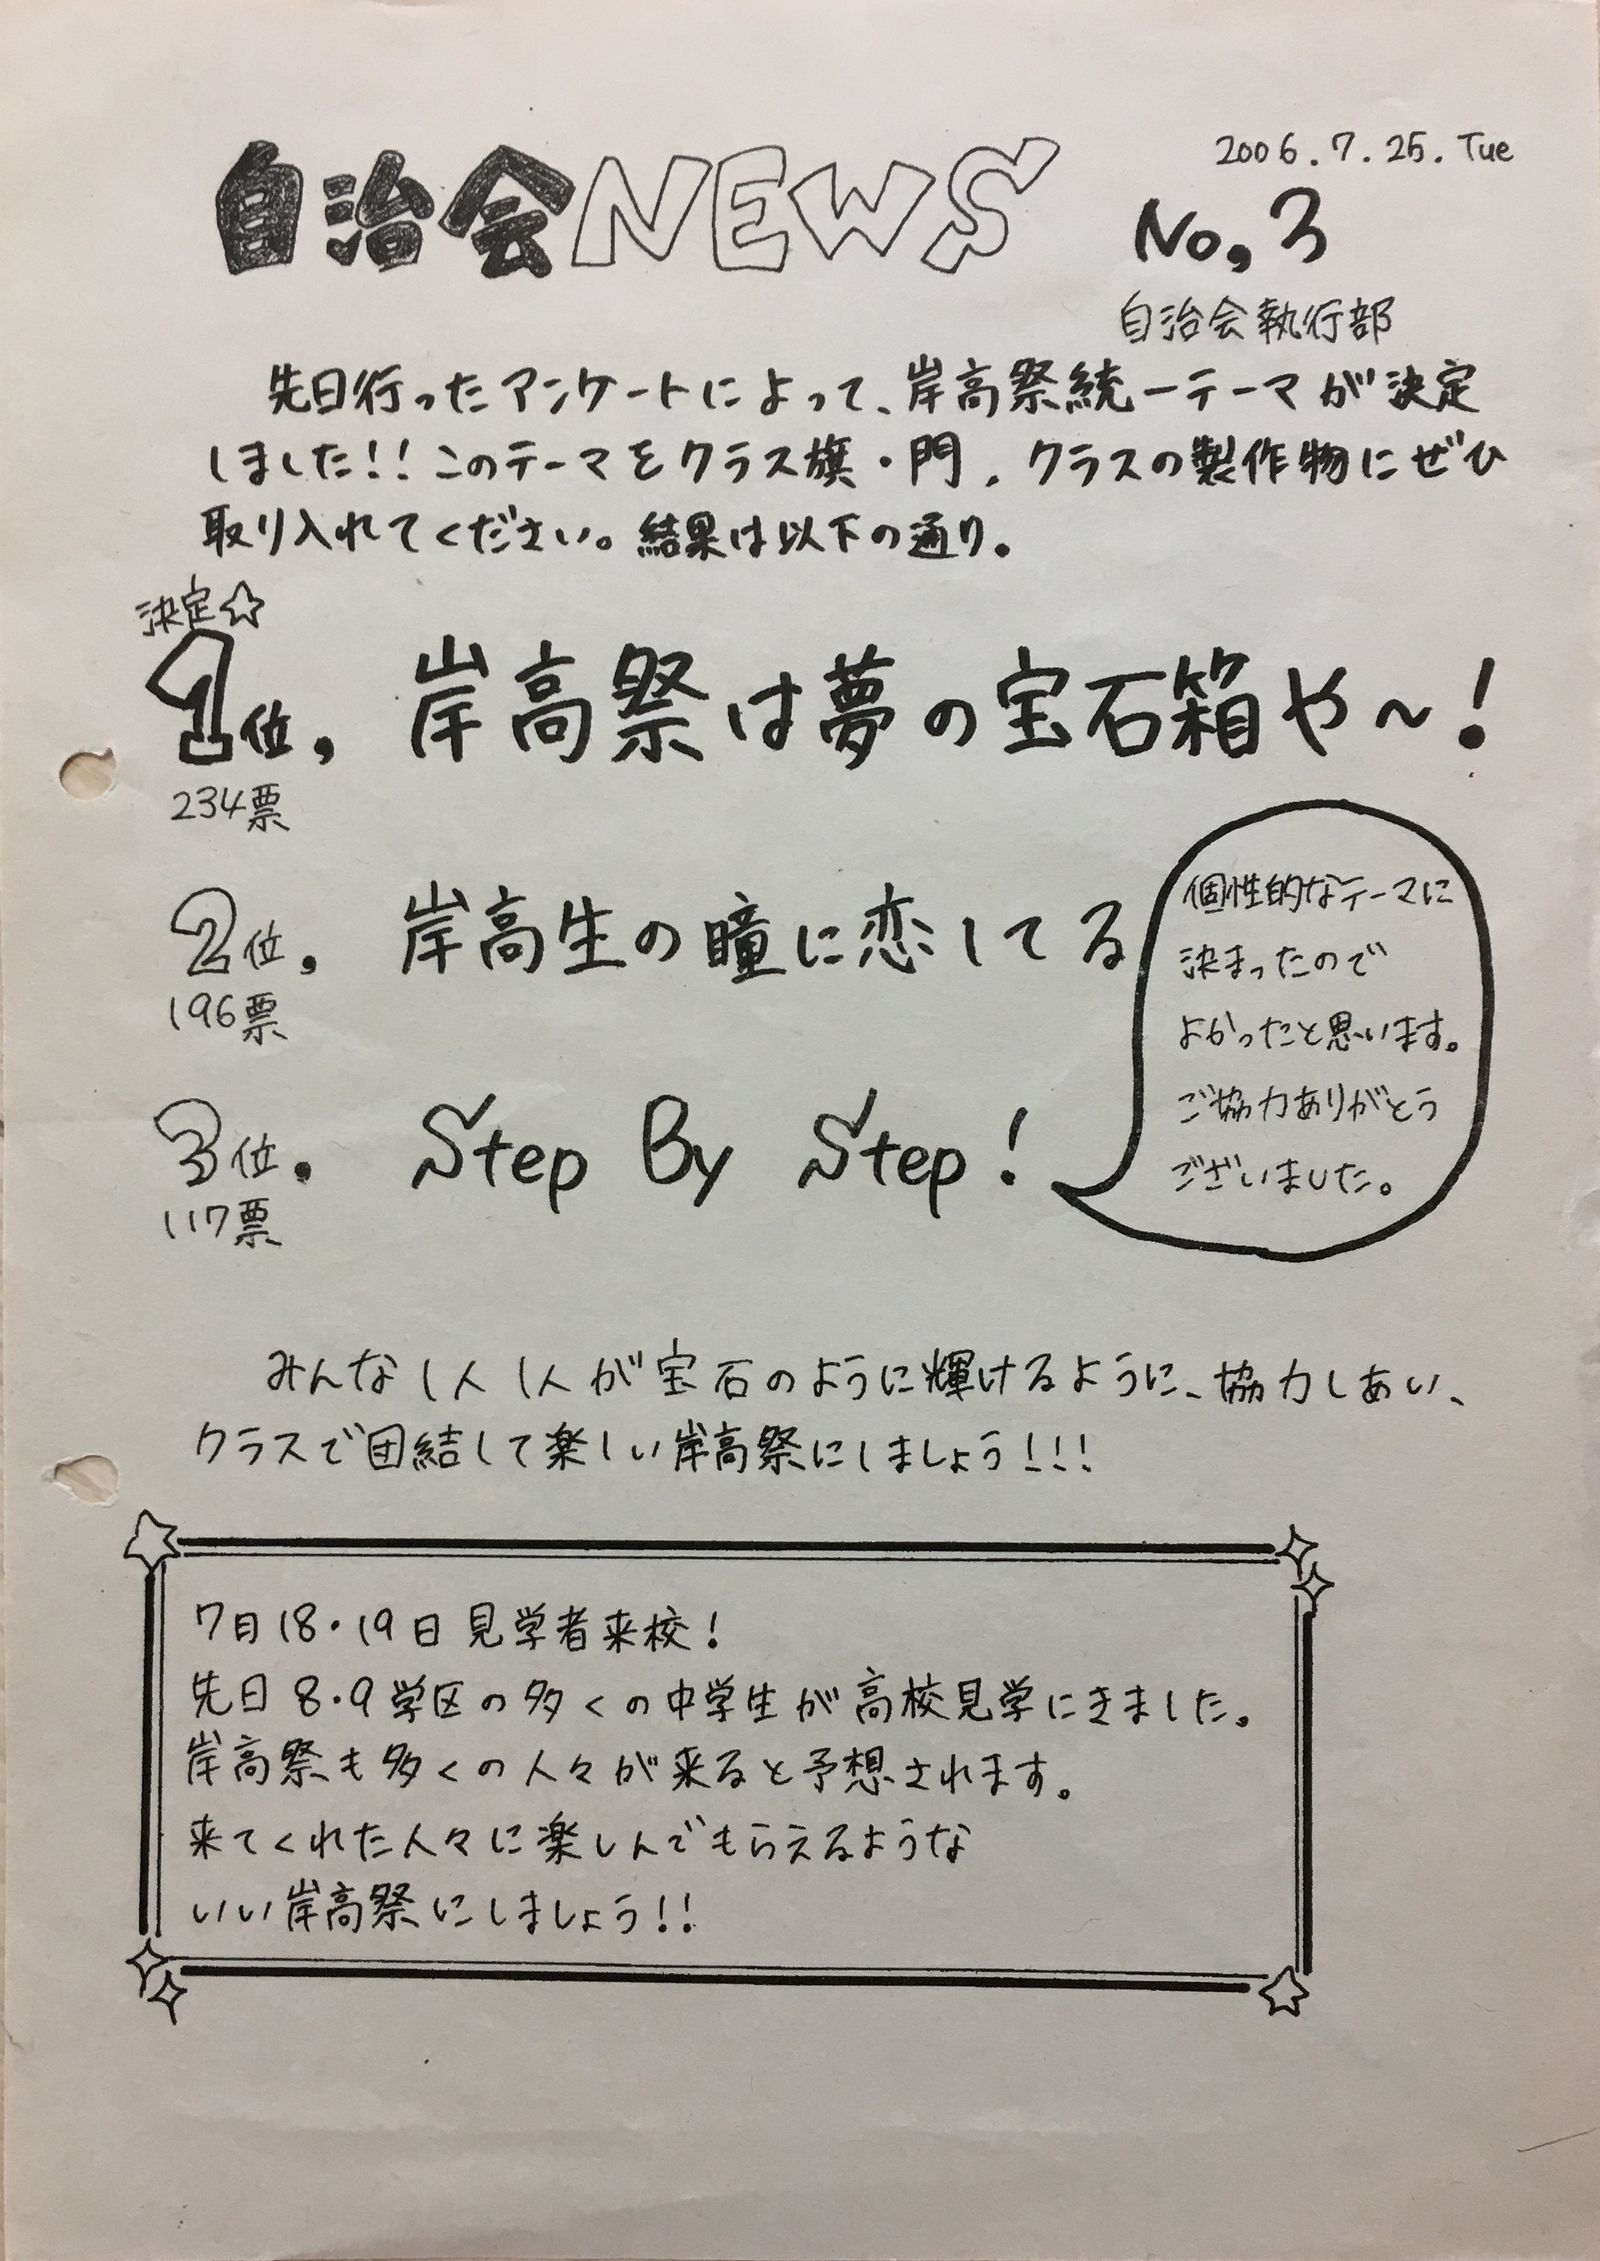 2006.7.25.Tue
自治会NEWS No,3
自治会執行部
先日行ったアンケートによって、岸高祭統一テーマが決定
しました!!このテーマをクラス旗・門、クラスの製作物にぜひ
取り入れてください。結果は以下の通り。
決定☆
1位, 岸高祭は夢の宝石箱や～!
234票
2位, 岸高生の瞳に恋してる
196票
3位. Step By Step!
117票
個性的なテーマに
決まったので
よかったと思います。
ご協力ありがとう
ございました。
みんな1人1人が宝石のように輝けるように、協力しあい、
クラスで団結して楽しい岸高祭にしましょう!!!
7月18・19日見学者来校!
先日8・9学区の多くの中学生が高校見学にきました。
岸高祭も多くの人々が来ると予想されます。
来てくれた人々に楽しんでもらえるような
いい岸高祭にしましょう!!